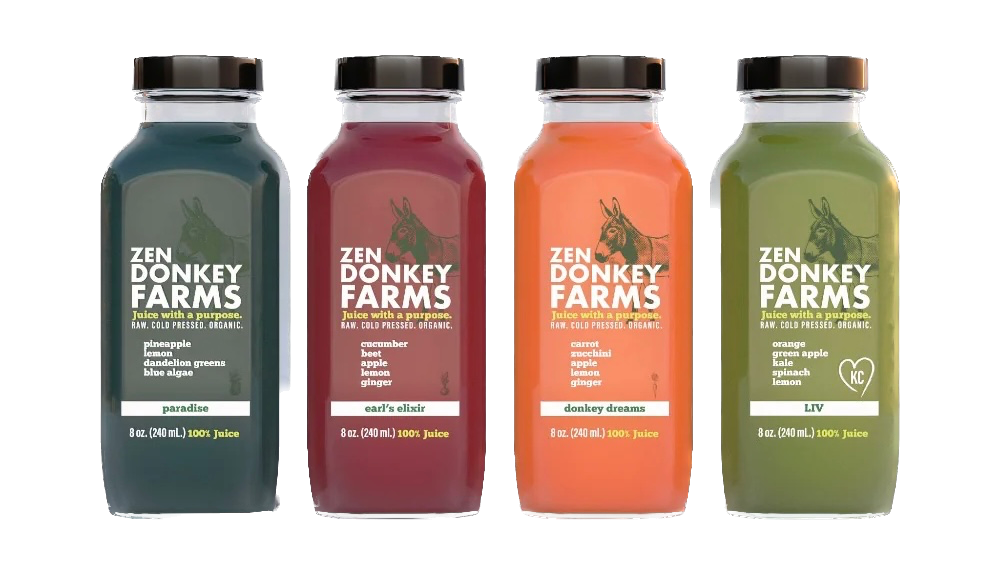 ZEN
DONKEY
FARMS
Juice with a purpose.
RAW. COLD PRESSED. ORGANIC.
pineapple
lemon
dandelion greens
blue algae
paradise
8 oz. (240 mL.) 100% Juice
ZEN
DONKEY
FARMS
Juice with a purpose.
RAW. COLD PRESSED. ORGANIC.
cucumber
beet
apple
lemon
ginger
earl's elixir
8 oz. (240 mL.) 100% Juice
ZEN
DONKEY
FARMS
Juice with a purpose.
RAW. COLD PRESSED. ORGANIC.
carrot
zucchini
apple
lemon
ginger
donkey dreams
8 oz. (240 mL.) 100% Juice
ZEN
DONKEY
FARMS
Juice with a purpose.
RAW. COLD PRESSED. ORGANIC.
orange
green apple
kale
spinach
lemon
KC
LIV
8 oz. (240 mL.) 100% Juice